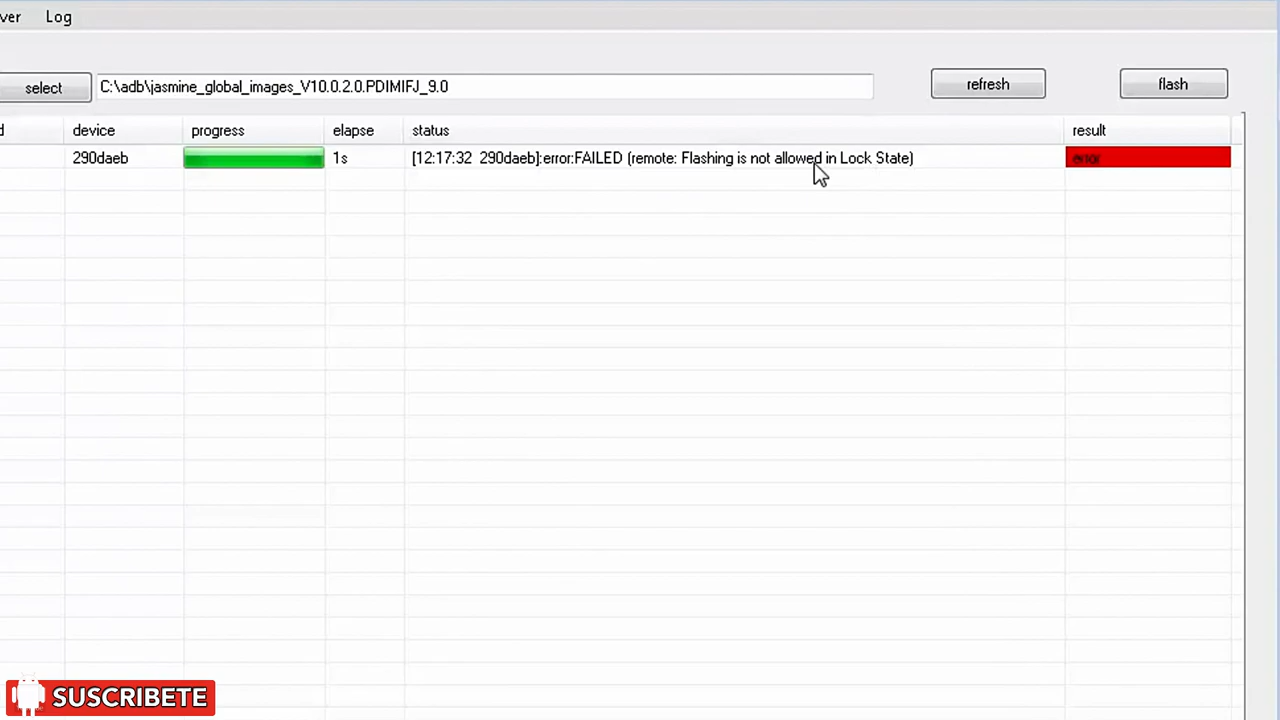 ver Log
select C:\adb\jasmine_global_images_V10.0.2.0.PDIMIFJ_9.0 refresh flash
d device progress elapse status result
290daeb 1s [12:17:32 290daeb]:error:FAILED (remote: Flashing is not allowed in Lock State) error
SUSCRIBETE